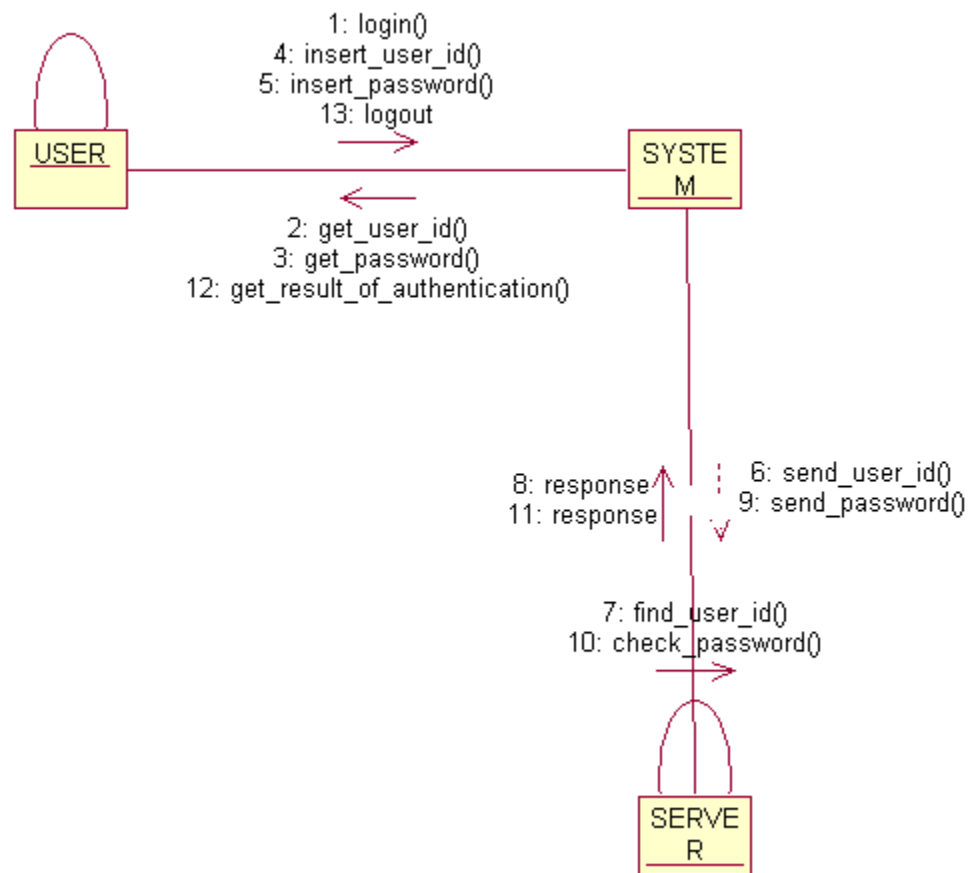 1: login()
4: insert_user_id()
5: insert_password()
13: logout
USER
SYSTE
M
2: get_user_id()
3: get_password()
12: get_result_of_authentication()
8: response
11: response
6: send_user_id()
9: send_password()
7: find_user_id()
10: check_password()
SERVE
R